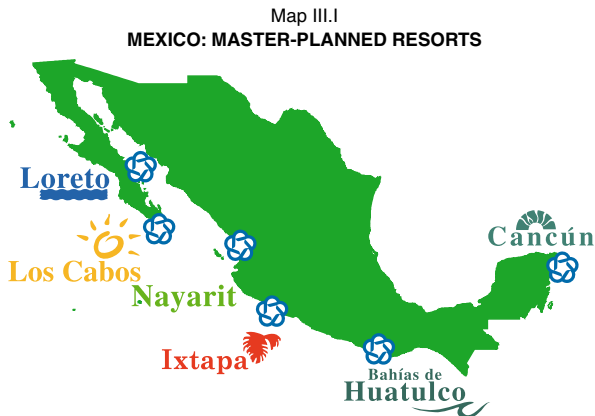 Map III.I
MEXICO: MASTER-PLANNED RESORTS
Loreto
Cancún
Los Cabos
Nayarit
Ixtapa
Bahías de
Huatulco